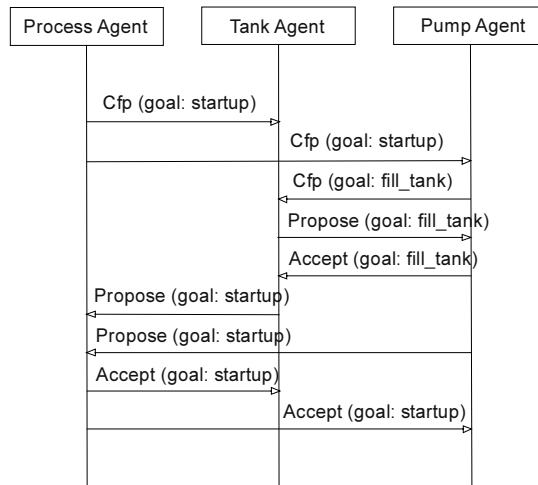 Process Agent
Tank Agent
Pump Agent
Cfp (goal: startup)
Cfp (goal: startup)
Cfp (goal: fill_tank)
Propose (goal: fill_tank)
Accept (goal: fill_tank)
Propose (goal: startup)
Propose (goal: startup)
Accept (goal: startup)
Accept (goal: startup)